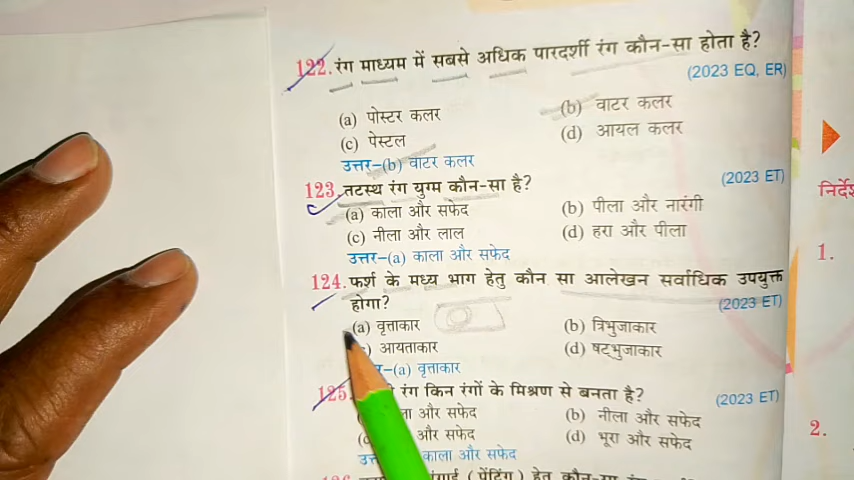 122. रंग माध्यम में सबसे अधिक पारदर्शी रंग कौन-सा होता है?
(2023 EQ, ER)
(a) पोस्टर कलर
(b) वाटर कलर
(c) पेस्टल
(d) आयल कलर
उत्तर–(b) वाटर कलर
123. तटस्थ रंग युग्म कौन-सा है?
(2023 ET)
(a) काला और सफेद
(b) पीला और नारंगी
(c) नीला और लाल
(d) हरा और पीला
उत्तर–(a) काला और सफेद
124. फर्श के मध्य भाग हेतु कौन सा आलेखन सर्वाधिक उपयुक्त
होगा?
(2023 ET)
(a) वृत्ताकार
(b) त्रिभुजाकार
) आयताकार
(d) षट्भुजाकार
–(a) वृत्ताकार
125. रंग किन रंगों के मिश्रण से बनता है?
(2023 ET)
और सफेद
(b) नीला और सफेद
और सफेद
(d) भूरा और सफेद
काला और सफेद
निर्दे
1.
2.